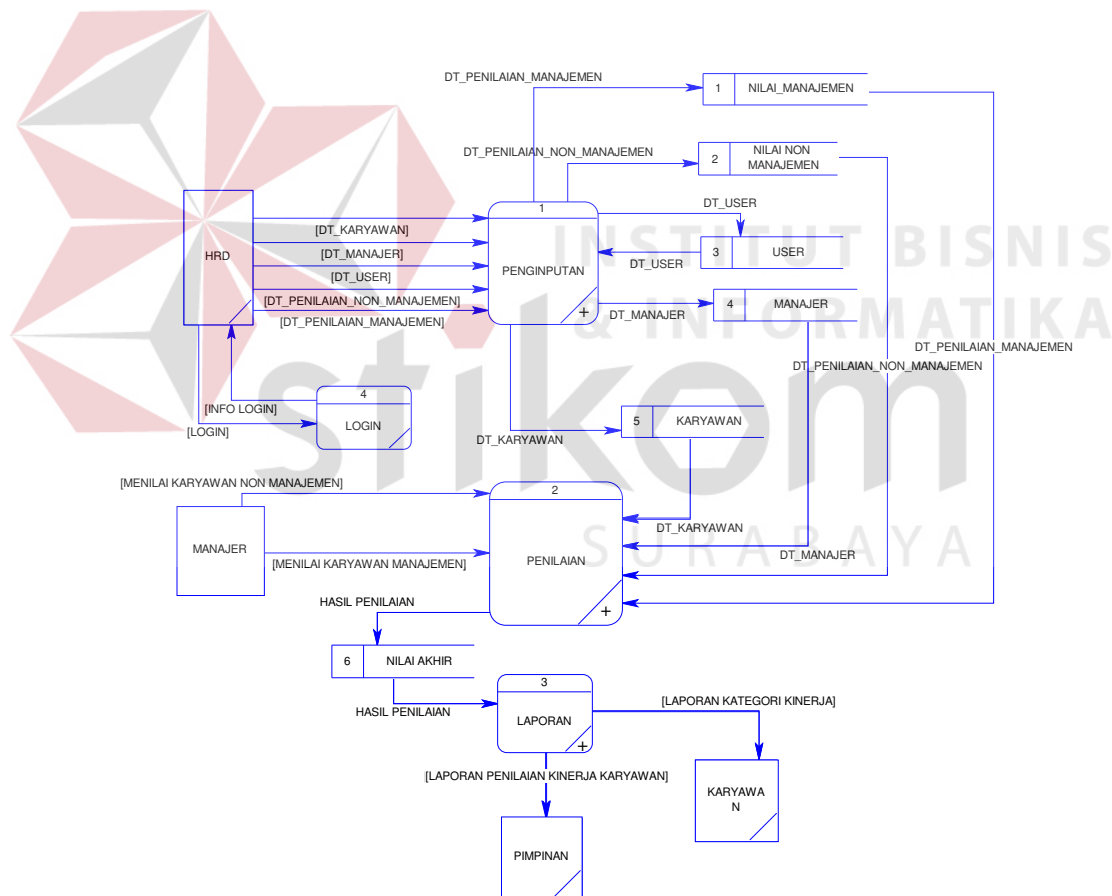 DT_PENILAIAN_MANAJEMEN
1
NILAI_MANAJEMEN
DT_PENILAIAN_NON_MANAJEMEN
2
NILAI NON
MANAJEMEN
DT_USER
1
PENGINPUTAN
+
HRD
[DT_KARYAWAN]
[DT_MANAJER]
[DT_USER]
[DT_PENILAIAN_NON_MANAJEMEN]
[DT_PENILAIAN_MANAJEMEN]
3
USER
DT_USER
4
MANAJER
DT_MANAJER
INSTITUT BISNIS
& INFORMATIKA
stikom
SURABAYA
DT_PENILAIAN_MANAJEMEN
DT_PENILAIAN_NON_MANAJEMEN
4
LOGIN
[INFO LOGIN]
[LOGIN]
5
KARYAWAN
DT_KARYAWAN
[MENILAI KARYAWAN NON MANAJEMEN]
2
PENILAIAN
+
MANAJER
[MENILAI KARYAWAN MANAJEMEN]
DT_KARYAWAN
DT_MANAJER
HASIL PENILAIAN
6
NILAI AKHIR
HASIL PENILAIAN
3
LAPORAN
+
[LAPORAN KATEGORI KINERJA]
[LAPORAN PENILAIAN KINERJA KARYAWAN]
KARYAWA
N
PIMPINAN